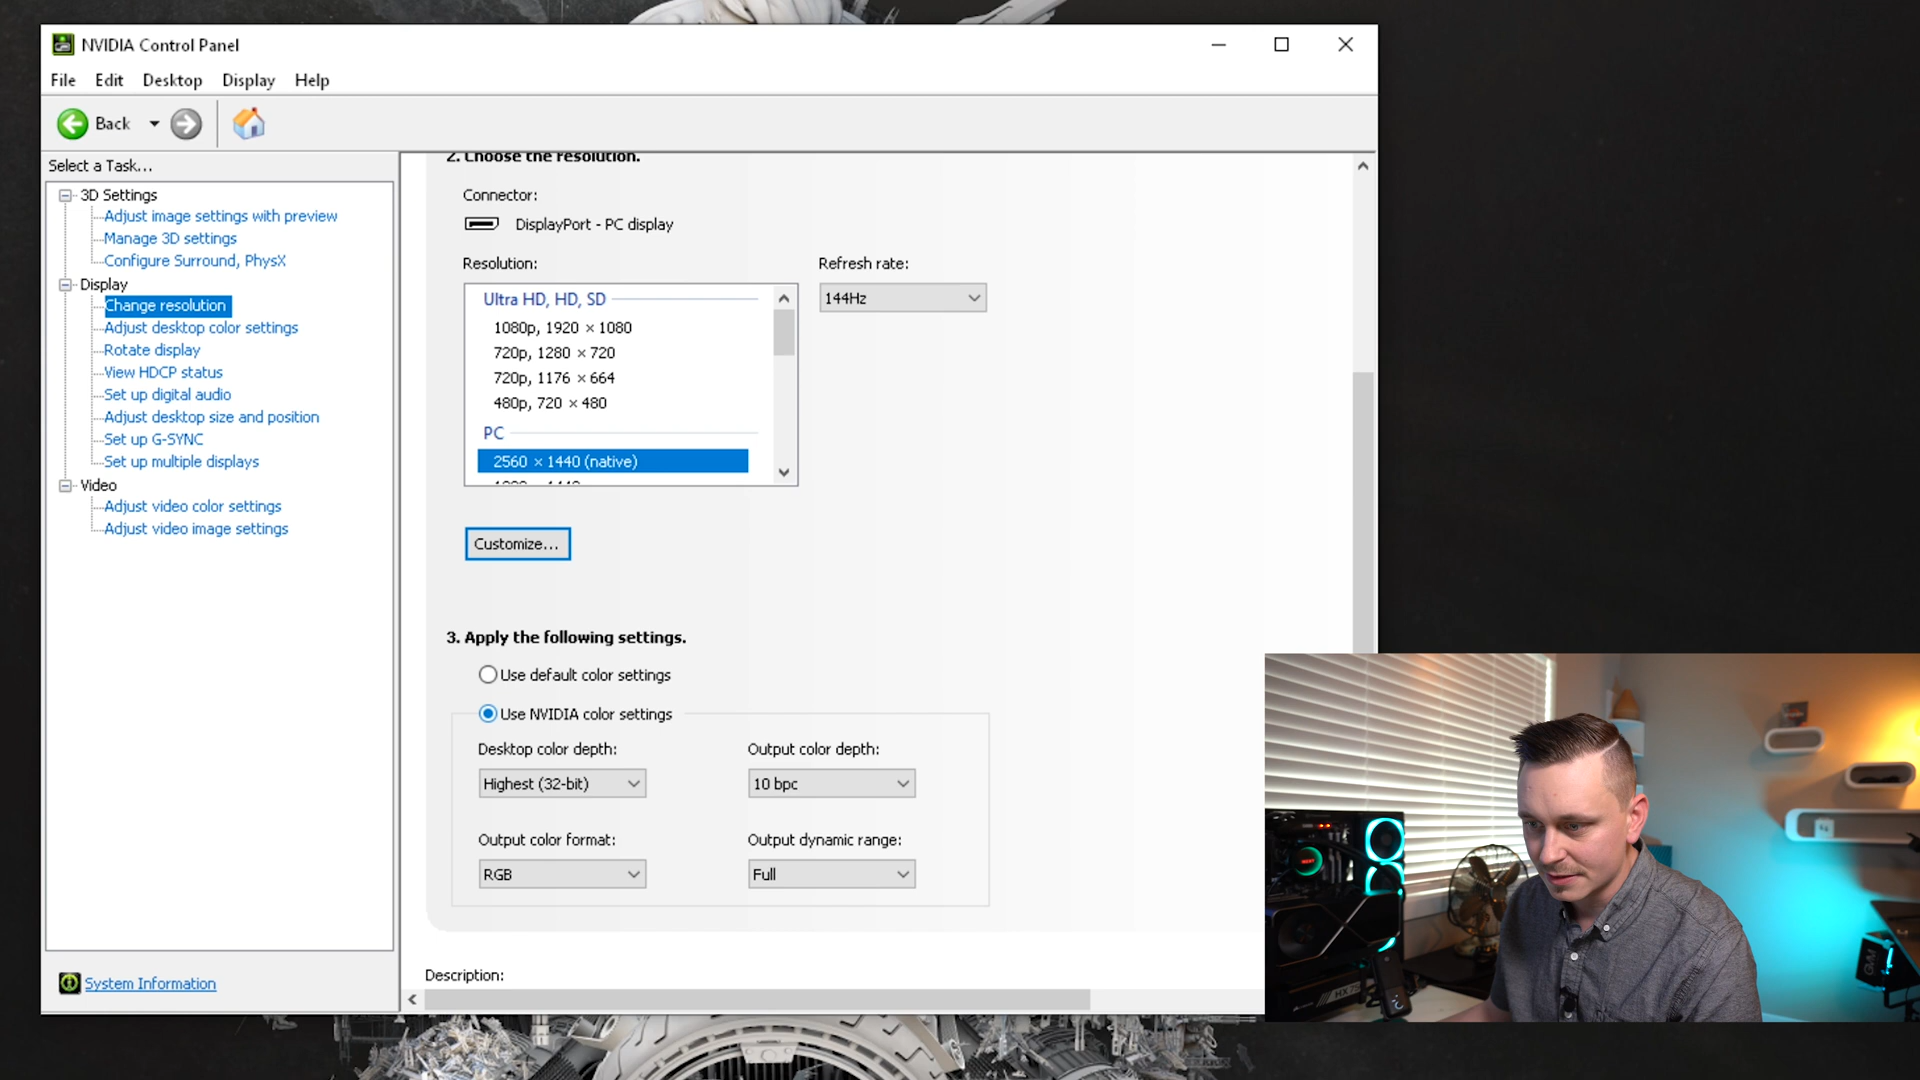 NVIDIA Control Panel
File Edit Desktop Display Help
Back
Select a Task...
3D Settings
Adjust image settings with preview
Manage 3D settings
Configure Surround, PhysX
Display
Change resolution
Adjust desktop color settings
Rotate display
View HDCP status
Set up digital audio
Adjust desktop size and position
Set up G-SYNC
Set up multiple displays
Video
Adjust video color settings
Adjust video image settings
System Information
2. Choose the resolution.
Connector:
DisplayPort - PC display
Resolution:
Ultra HD, HD, SD
1080p, 1920 × 1080
720p, 1280 × 720
720p, 1176 × 664
480p, 720 × 480
PC
2560 × 1440 (native)
Refresh rate:
144Hz
Customize...
3. Apply the following settings.
Use default color settings
Use NVIDIA color settings
Desktop color depth:
Highest (32-bit)
Output color depth:
10 bpc
Output color format:
RGB
Output dynamic range:
Full
Description:
GVM